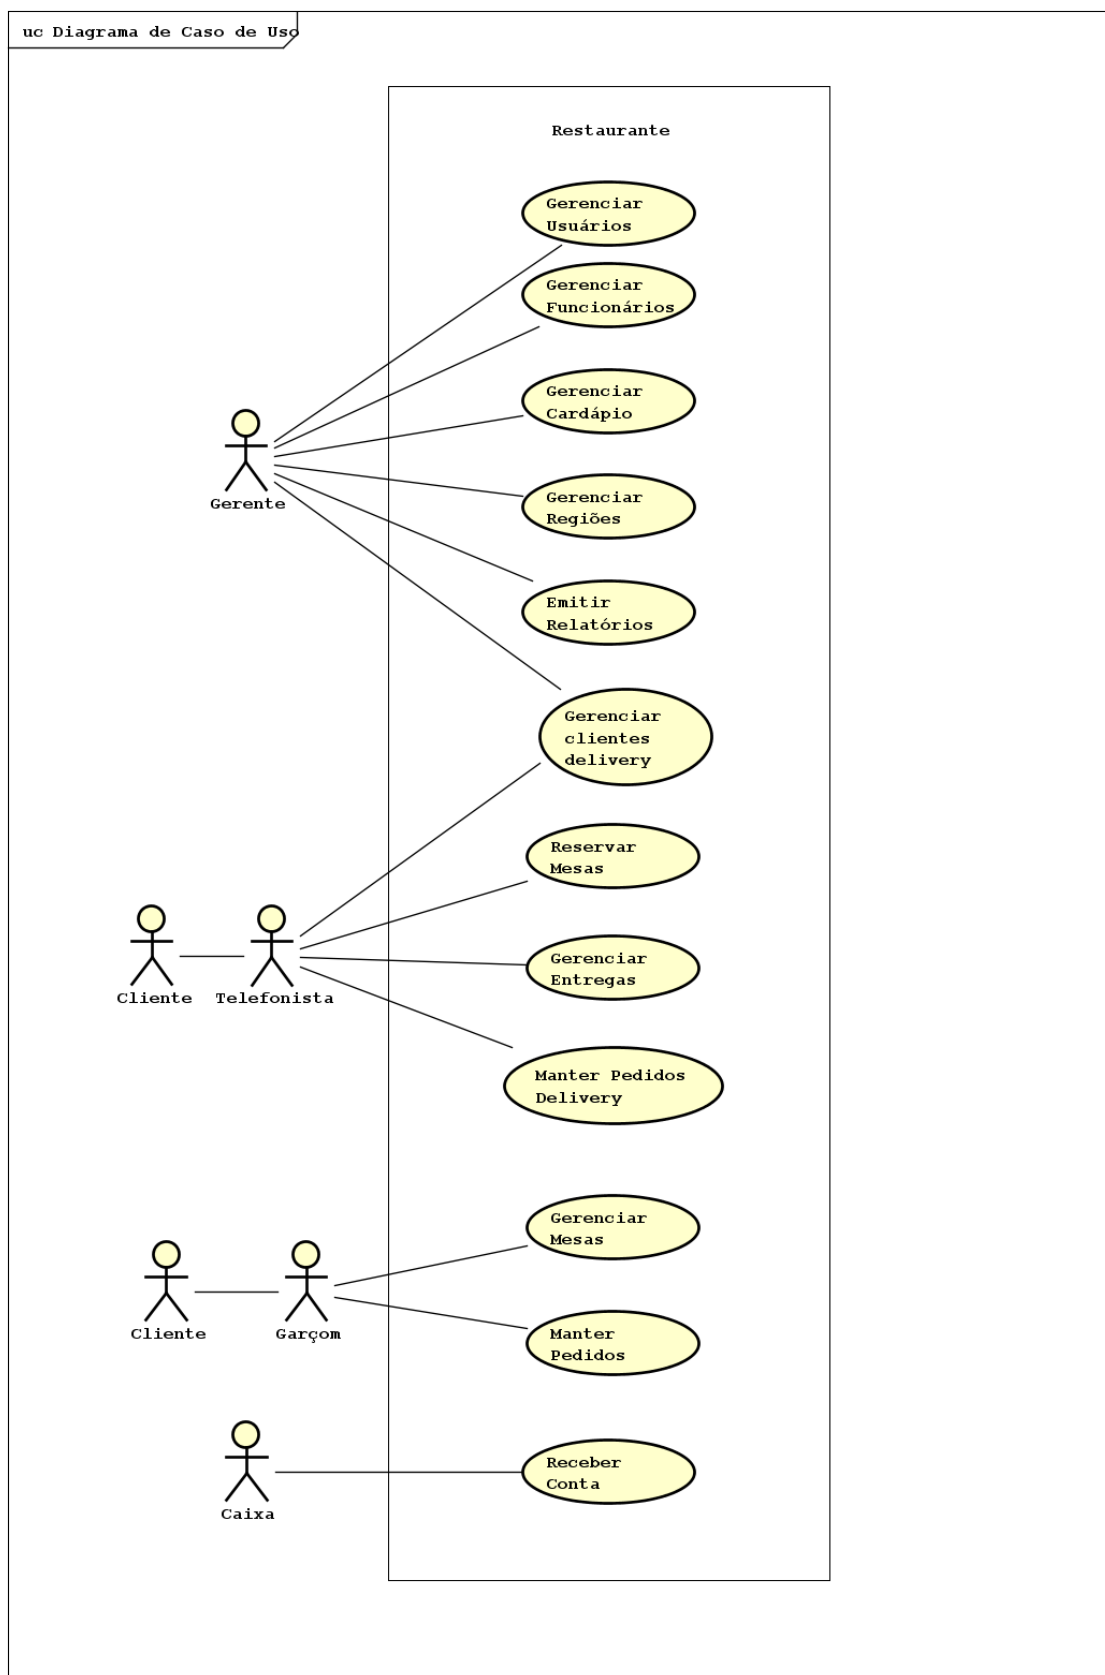 uc Diagrama de Caso de Uso
Restaurante
Gerenciar
Usuários
Gerenciar
Funcionários
Gerenciar
Cardápio
Gerente
Gerenciar
Regiões
Emitir
Relatórios
Gerenciar
clientes
delivery
Reservar
Mesas
Cliente
Telefonista
Gerenciar
Entregas
Manter Pedidos
Delivery
Gerenciar
Mesas
Cliente
Garçom
Manter
Pedidos
Caixa
Receber
Conta